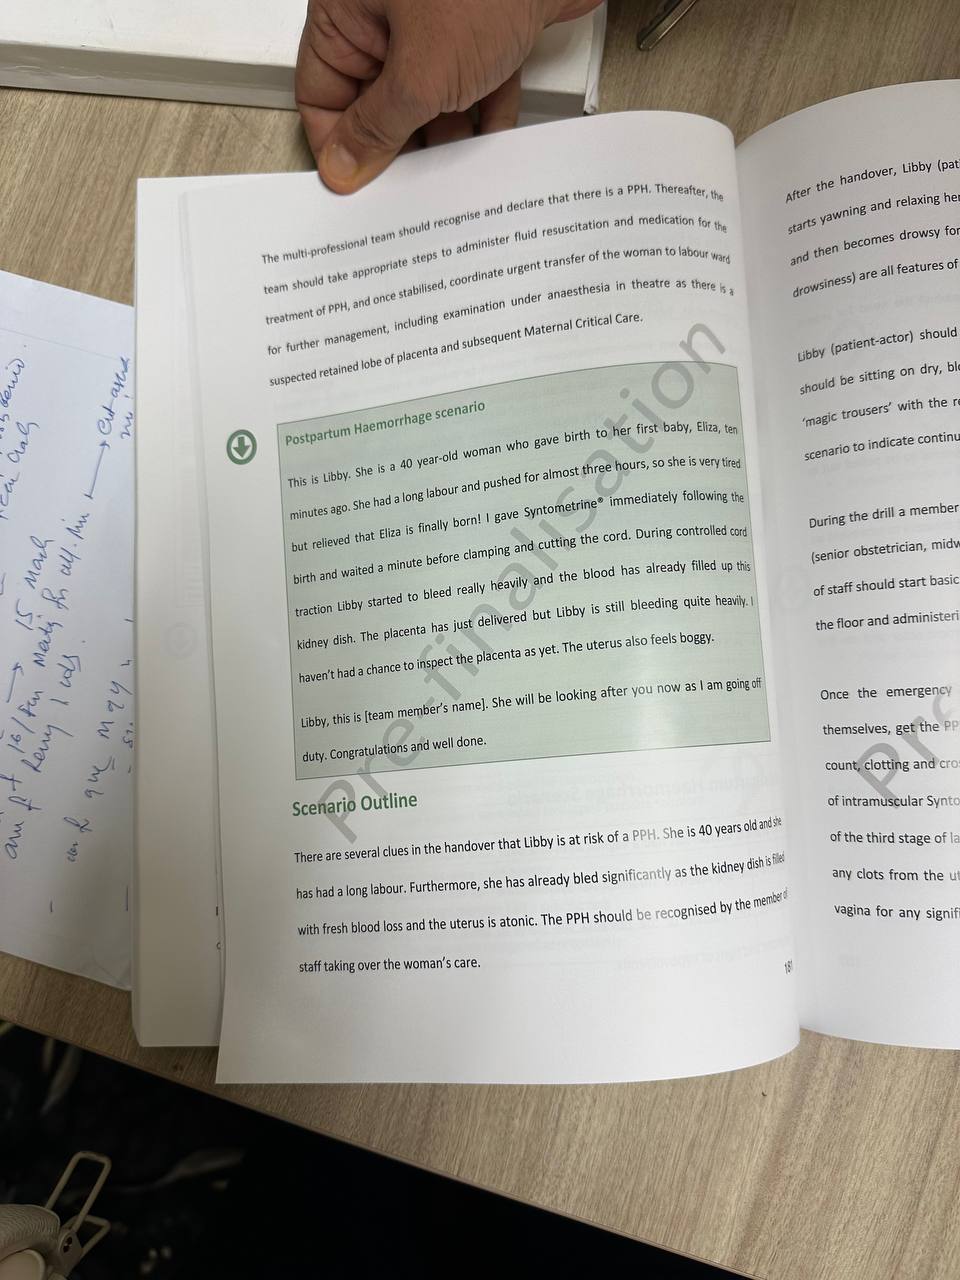 The multi-professional team should recognise and declare that there is a PPH. Thereafter, the
team should take appropriate steps to administer fluid resuscitation and medication for the
treatment of PPH, and once stabilised, coordinate urgent transfer of the woman to labour ward
for further management, including examination under anaesthesia in theatre as there is a
suspected retained lobe of placenta and subsequent Maternal Critical Care.
Postpartum Haemorrhage scenario
This is Libby. She is a 40 year-old woman who gave birth to her first baby, Eliza, ten
minutes ago. She had a long labour and pushed for almost three hours, so she is very tired
but relieved that Eliza is finally born! I gave Syntometrine® immediately following the
birth and waited a minute before clamping and cutting the cord. During controlled cord
traction Libby started to bleed really heavily and the blood has already filled up this
kidney dish. The placenta has just delivered but Libby is still bleeding quite heavily. I
haven't had a chance to inspect the placenta as yet. The uterus also feels boggy.
Libby, this is [team member's name]. She will be looking after you now as I am going off
duty. Congratulations and well done.
Scenario Outline
There are several clues in the handover that Libby is at risk of a PPH. She is 40 years old and she
has had a long labour. Furthermore, she has already bled significantly as the kidney dish is filled
with fresh blood loss and the uterus is atonic. The PPH should be recognised by the member of
staff taking over the woman's care.
181
Pre-finalisation
After the handover, Libby (pat
starts yawning and relaxing her
and then becomes drowsy for
drowsiness) are all features of
Libby (patient-actor) should
should be sitting on dry, blo
'magic trousers' with the re
scenario to indicate continu
During the drill a member
(senior obstetrician, midw
of staff should start basic
the floor and administeri
Once the emergency
themselves, get the PP
count, clotting and cros
of intramuscular Synto
of the third stage of la
any clots from the ut
vagina for any signifi
Pre
15 March